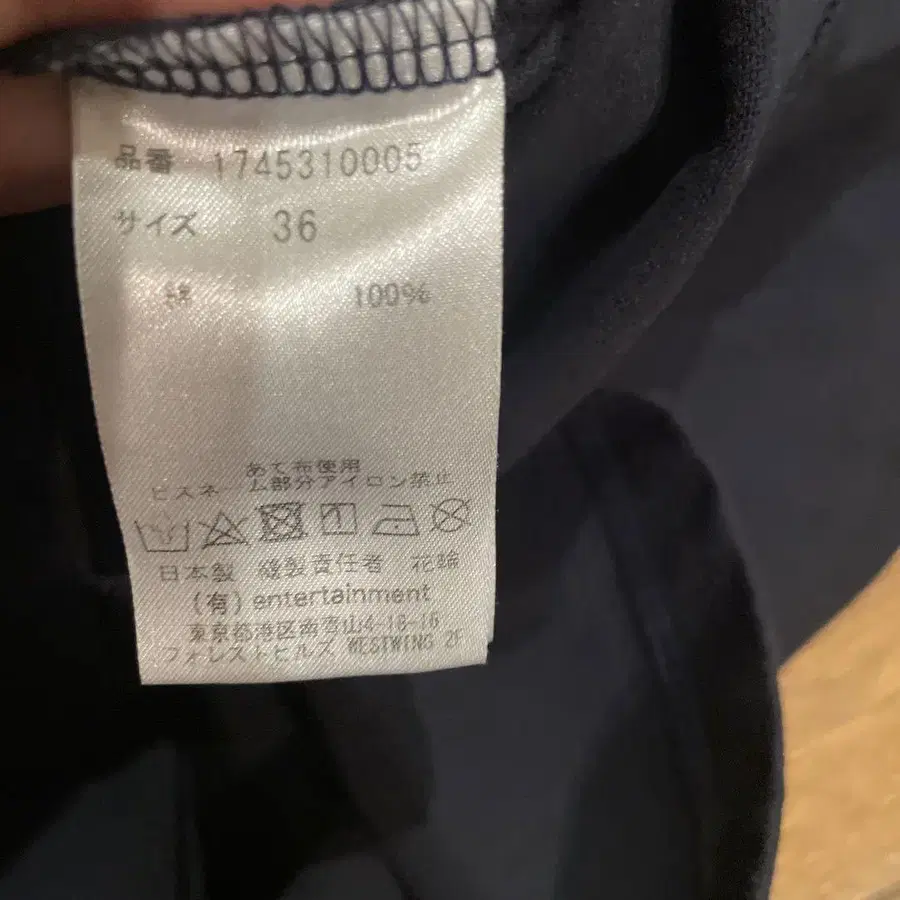 品番 1745310005
サイズ 36
綿 100%
あて布使用
ビスネーム部分アイロン禁止
日本製 縫製責任者 花輪
(有) entertainment
東京都港区南青山4-18-16
フォレストヒルズ WESTWING 2F